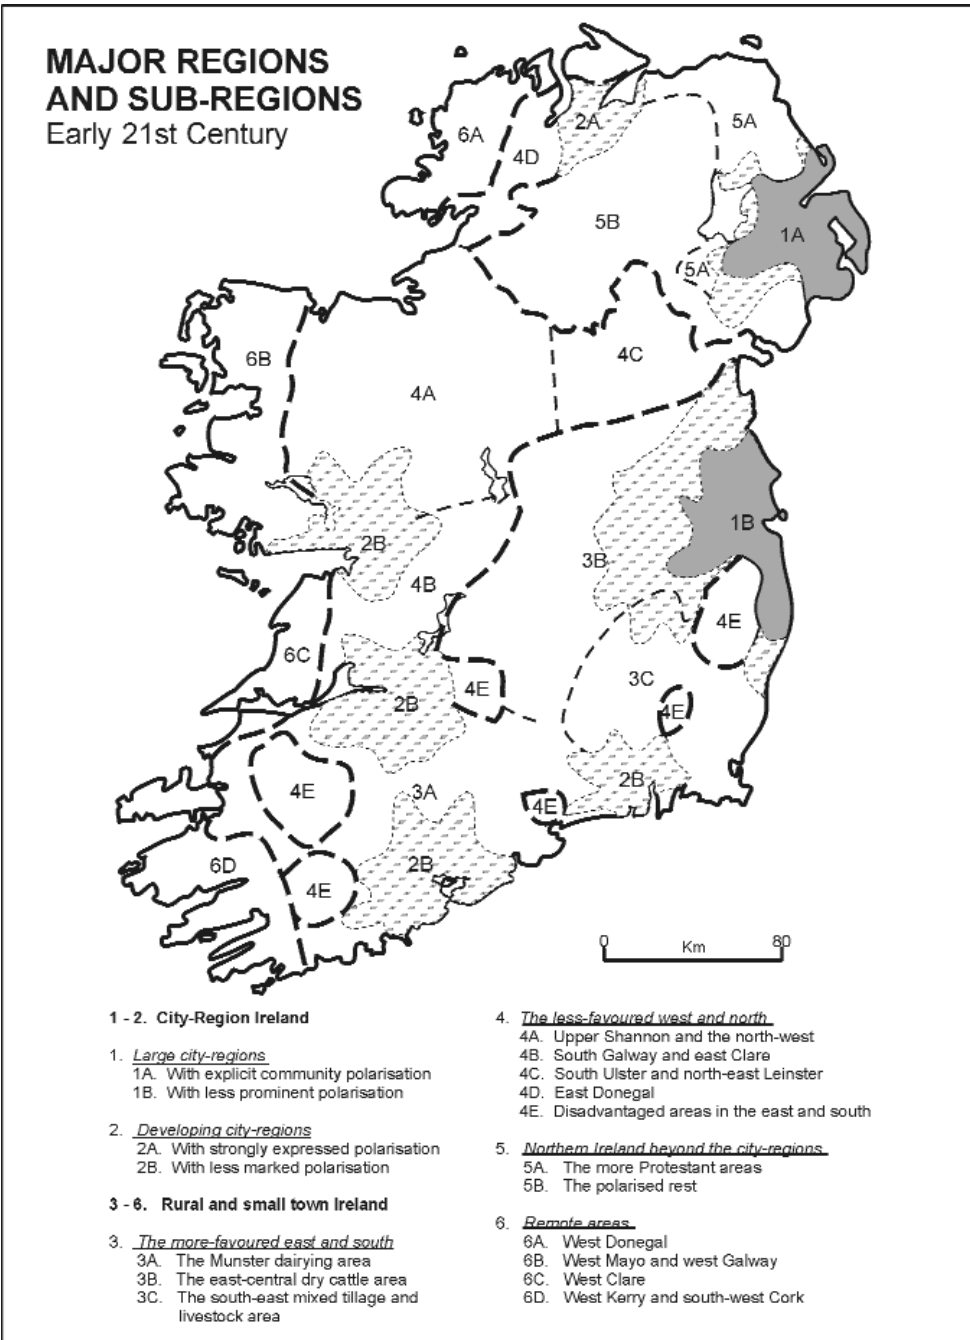 MAJOR REGIONS
AND SUB-REGIONS
Early 21st Century
6A
4D
2A
5A
5B
1A
5A
6B
4C
4A
1B
2B
3B
4B
4E
6C
3C
4E
2B
4E
2B
4E
3A
4E
6D
2B
4E
0 Km 80
1 - 2. City-Region Ireland
1. Large city-regions
1A. With explicit community polarisation
1B. With less prominent polarisation
2. Developing city-regions
2A. With strongly expressed polarisation
2B. With less marked polarisation
3 - 6. Rural and small town Ireland
3. The more-favoured east and south
3A. The Munster dairying area
3B. The east-central dry cattle area
3C. The south-east mixed tillage and
livestock area
4. The less-favoured west and north
4A. Upper Shannon and the north-west
4B. South Galway and east Clare
4C. South Ulster and north-east Leinster
4D. East Donegal
4E. Disadvantaged areas in the east and south
5. Northern Ireland beyond the city-regions
5A. The more Protestant areas
5B. The polarised rest
6. Remote areas
6A. West Donegal
6B. West Mayo and west Galway
6C. West Clare
6D. West Kerry and south-west Cork